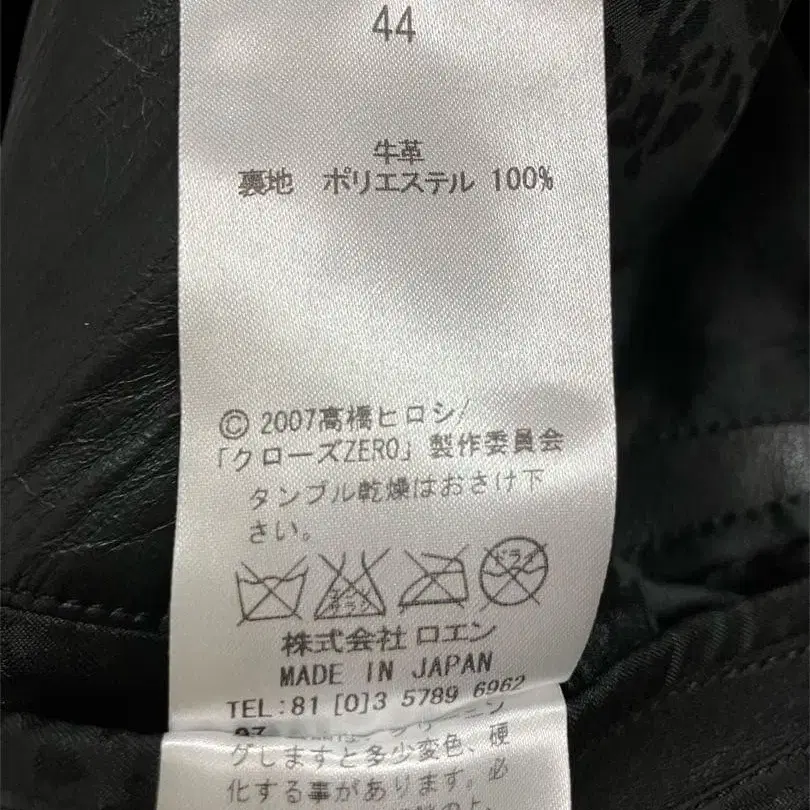 44
牛革
裏地 ポリエステル 100%
© 2007高橋ヒロシ/
「クローズZERO」製作委員会
タンブル乾燥はおさけ下
さい。
ドライ
株式会社 ロエン
MADE IN JAPAN
TEL:81 [0]3 5789 6962
グしますと多少変色、硬
化する事があります。必